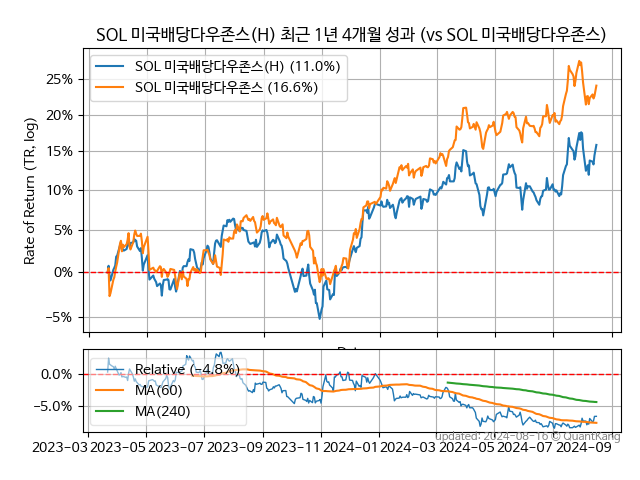 SOL 미국배당다우존스(H) 최근 1년 4개월 성과 (vs SOL 미국배당다우존스)
SOL 미국배당다우존스(H) (11.0%)
SOL 미국배당다우존스 (16.6%)
Rate of Return (TR, log)
25%
20%
15%
10%
5%
0%
−5%
Relative (−4.8%)
MA(60)
MA(240)
0.0%
−5.0%
updated: 2024-08-16 © QuantKang
2023−03 2023−05 2023−07 2023−09 2023−11 2024−01 2024−03 2024−05 2024−07 2024−09